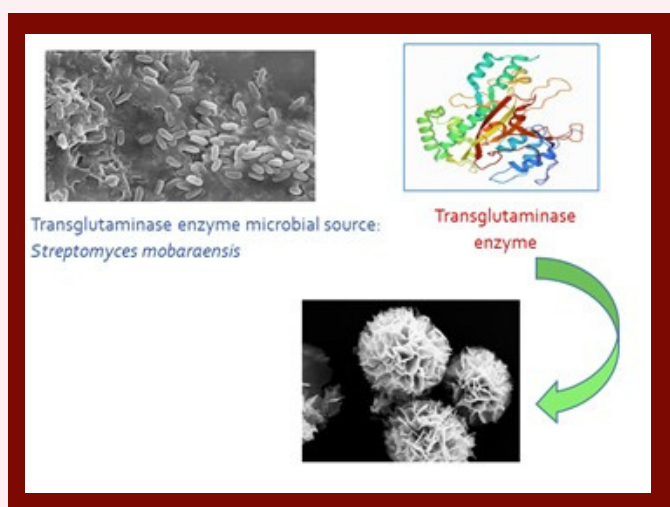 Transglutaminase enzyme microbial source:
Streptomyces mobaraensis
Transglutaminase
enzyme